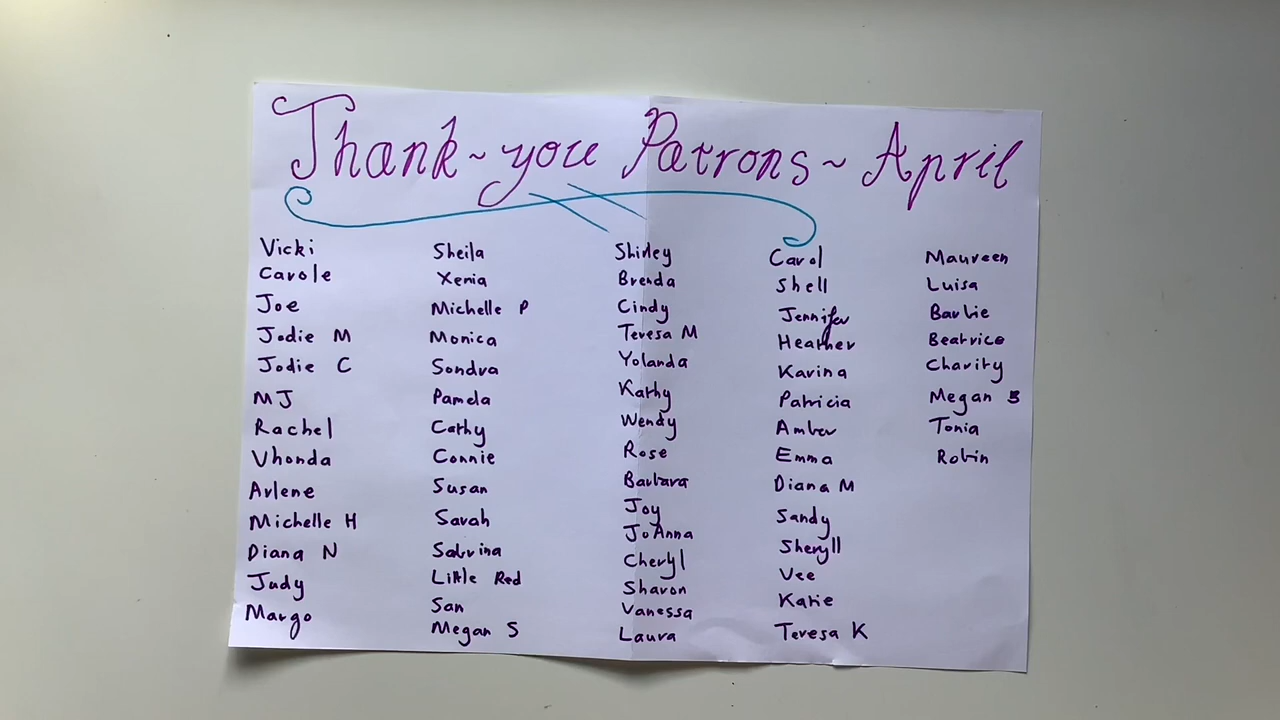 Thank~you Patrons~April
Vicki
Carole
Joe
Jodie M
Jodie C
MJ
Rachel
Vhonda
Arlene
Michelle H
Diana N
Judy
Margo
Sheila
Xenia
Michelle P
Monica
Sondra
Pamela
Cathy
Connie
Susan
Sarah
Sabrina
Little Red
San
Megan S
Shirley
Brenda
Cindy
Teresa M
Yolanda
Kathy
Wendy
Rose
Barbara
Joy
JoAnna
Cheryl
Sharon
Vanessa
Laura
Carol
Shell
Jennifer
Heather
Karina
Patricia
Amber
Emma
Diana M
Sandy
Sheryll
Vee
Katie
Teresa K
Maureen
Luisa
Barbie
Beatrice
Charity
Megan B
Tonia
Robin